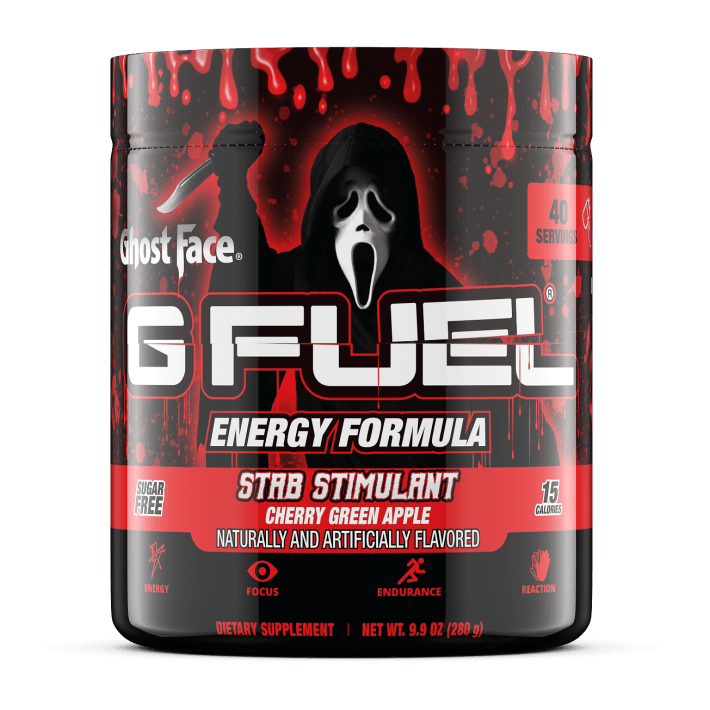 Ghost Face®
40
SERVINGS
G FUEL®
ENERGY FORMULA
STAB STIMULANT
CHERRY GREEN APPLE
NATURALLY AND ARTIFICIALLY FLAVORED
SUGAR
FREE
15
CALORIES
ENERGY
FOCUS
ENDURANCE
REACTION
DIETARY SUPPLEMENT | NET WT. 9.9 OZ (280 g)